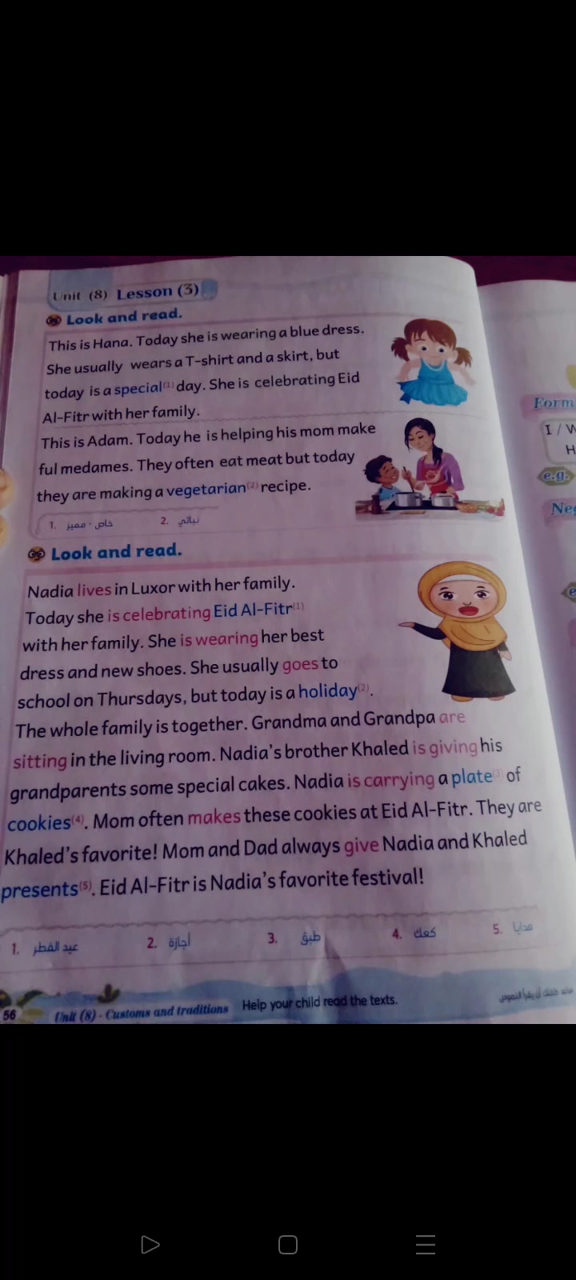 Unit (8) Lesson (3)
Look and read.
This is Hana. Today she is wearing a blue dress.
She usually wears a T-shirt and a skirt, but
today is a special(1) day. She is celebrating Eid
Al-Fitr with her family.
This is Adam. Today he is helping his mom make
ful medames. They often eat meat but today
they are making a vegetarian(2) recipe.
1. خاص - مميز 2. نباتي
Look and read.
Nadia lives in Luxor with her family.
Today she is celebrating Eid Al-Fitr(1)
with her family. She is wearing her best
dress and new shoes. She usually goes to
school on Thursdays, but today is a holiday(2).
The whole family is together. Grandma and Grandpa are
sitting in the living room. Nadia's brother Khaled is giving his
grandparents some special cakes. Nadia is carrying a plate(3) of
cookies(4). Mom often makes these cookies at Eid Al-Fitr. They are
Khaled's favorite! Mom and Dad always give Nadia and Khaled
presents(5). Eid Al-Fitr is Nadia's favorite festival!
1. عيد الفطر 2. أجازة 3. طبق 4. كعك 5. هدايا
56 Unit (8) - Customs and traditions Help your child read the texts.
Form
I / W
H
e.g.
Neg
e